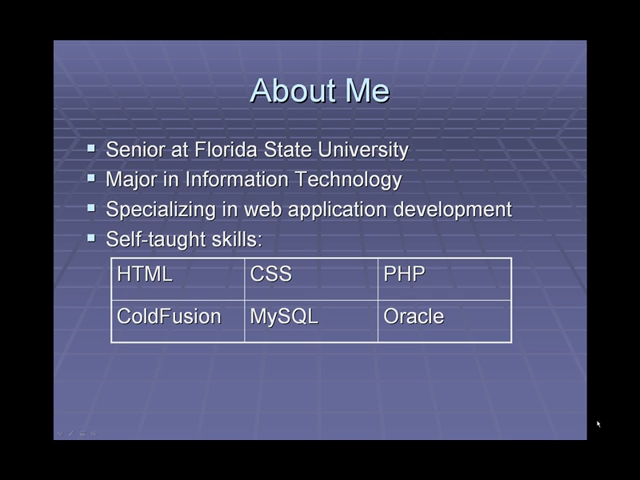 About Me
Senior at Florida State University
Major in Information Technology
Specializing in web application development
Self-taught skills:
HTML CSS PHP
ColdFusion MySQL Oracle